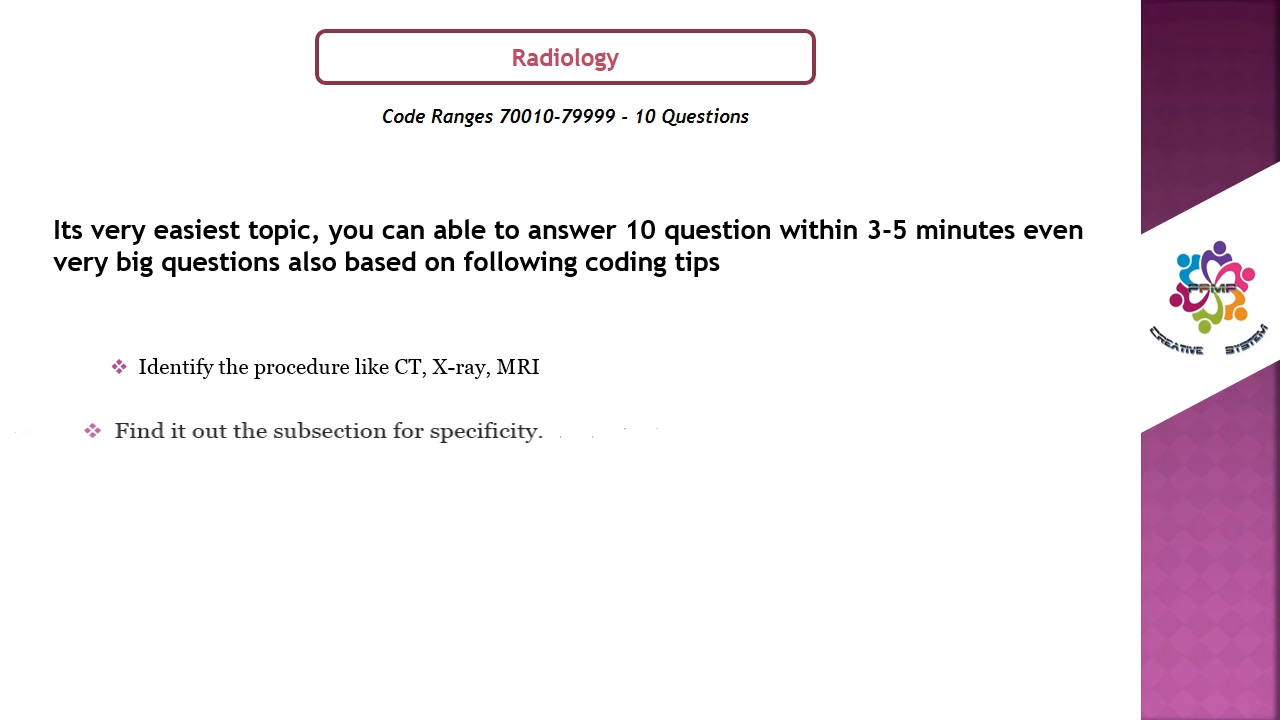 Radiology
Code Ranges 70010-79999 - 10 Questions
Its very easiest topic, you can able to answer 10 question within 3-5 minutes even
very big questions also based on following coding tips
Identify the procedure like CT, X-ray, MRI
Find it out the subsection for specificity.
CREATIVE SYSTEM